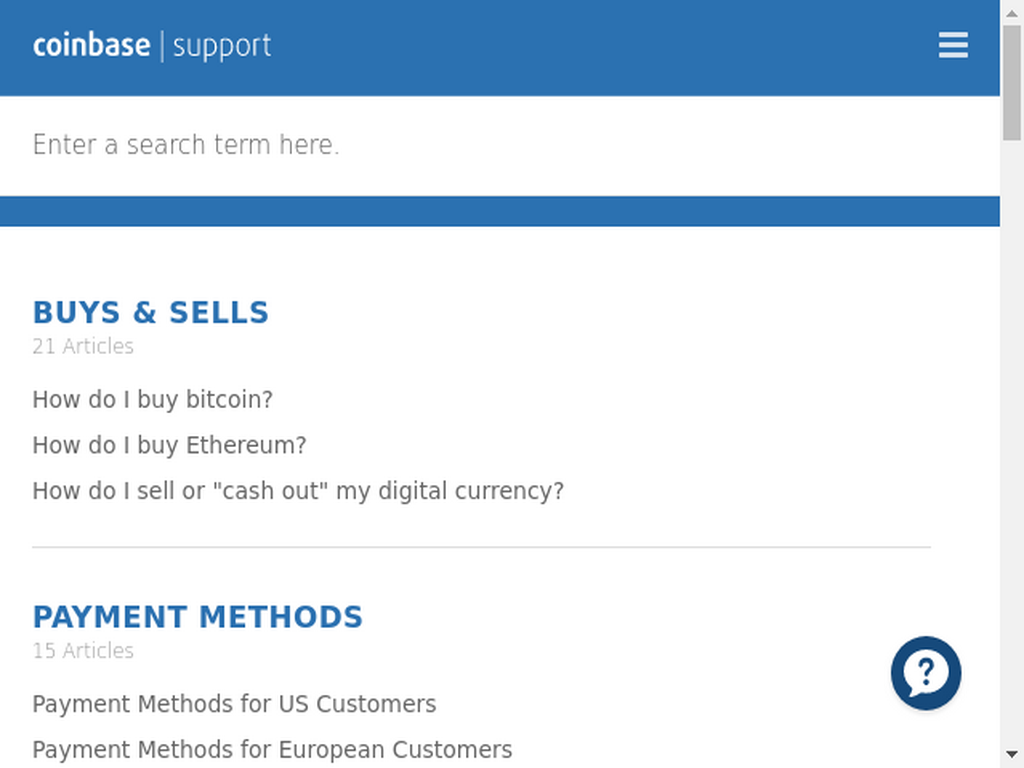 coinbase | support
Enter a search term here.
BUYS & SELLS
21 Articles
How do I buy bitcoin?
How do I buy Ethereum?
How do I sell or "cash out" my digital currency?
PAYMENT METHODS
15 Articles
Payment Methods for US Customers
Payment Methods for European Customers